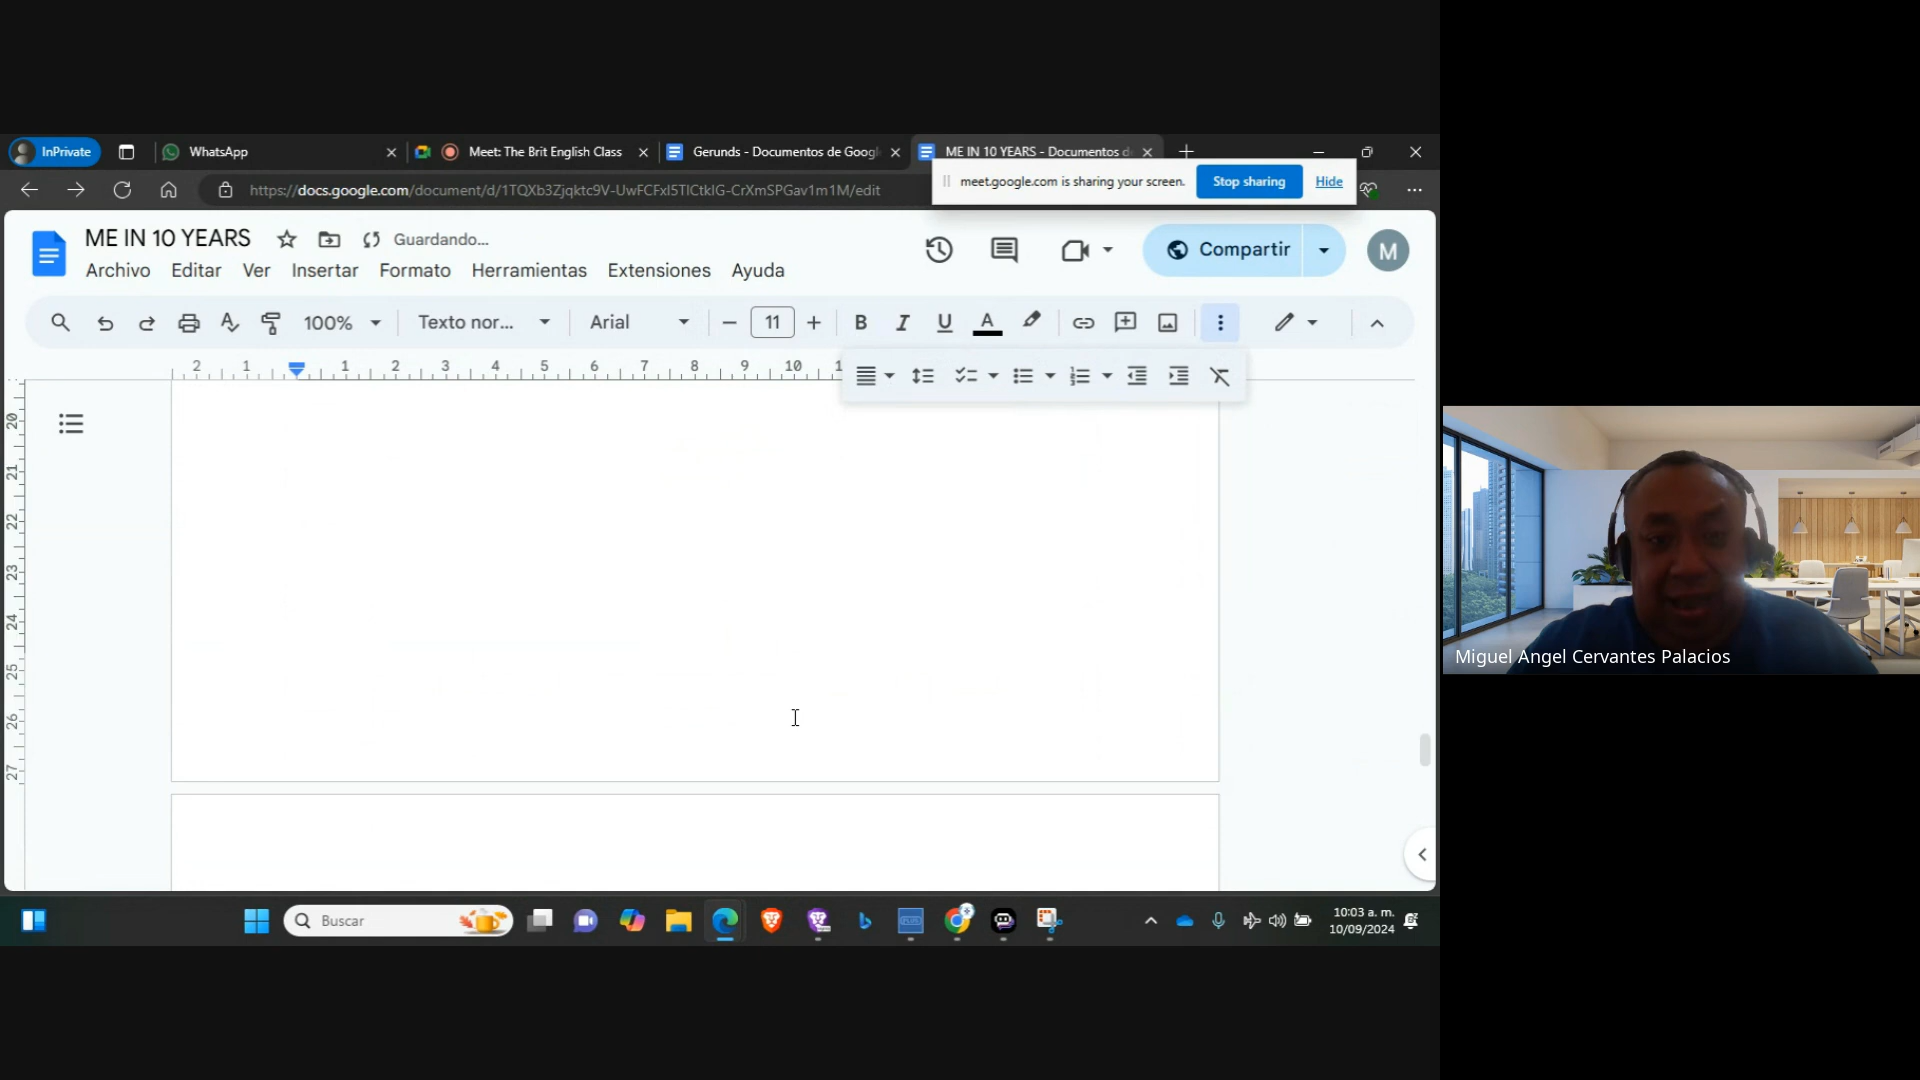 InPrivate
WhatsApp
Meet: The Brit English Class
Gerunds - Documentos de Googl
ME IN 10 YEARS - Documentos d
https://docs.google.com/document/d/1TQXb3Zjqktc9V-UwFCFxI5TlCtkIG-CrXmSPGav1m1M/edit
meet.google.com is sharing your screen.
Stop sharing
Hide
ME IN 10 YEARS
Guardando...
Archivo Editar Ver Insertar Formato Herramientas Extensiones Ayuda
Compartir
M
100%
Texto nor...
Arial
11
B I U A
2 1 1 2 3 4 5 6 7 8 9 10 1
20
21
22
23
24
25
26
27
Miguel Angel Cervantes Palacios
Buscar
10:03 a. m.
10/09/2024